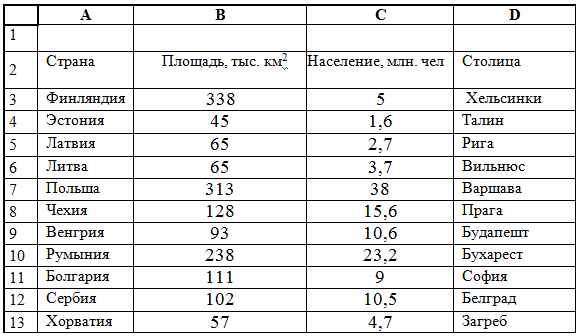 A B C D
1
2 Страна Площадь, тыс. км² Население, млн. чел Столица
3 Финляндия 338 5 Хельсинки
4 Эстония 45 1,6 Талин
5 Латвия 65 2,7 Рига
6 Литва 65 3,7 Вильнюс
7 Польша 313 38 Варшава
8 Чехия 128 15,6 Прага
9 Венгрия 93 10,6 Будапешт
10 Румыния 238 23,2 Бухарест
11 Болгария 111 9 София
12 Сербия 102 10,5 Белград
13 Хорватия 57 4,7 Загреб